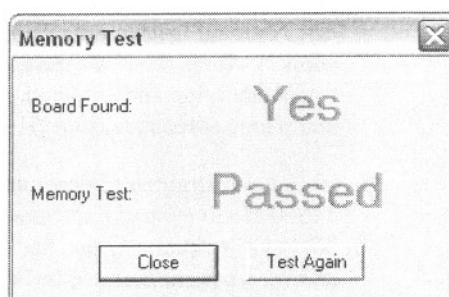 Memory Test
Board Found: Yes
Memory Test: Passed
Close Test Again